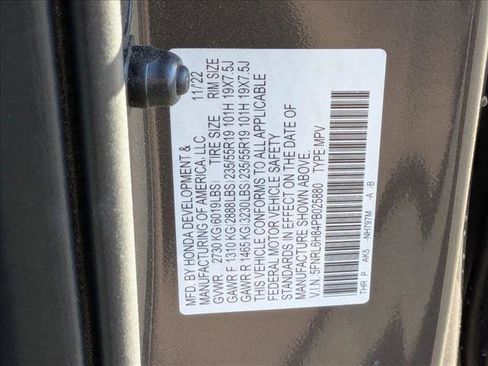 MFD. BY HONDA DEVELOPMENT &
MANUFACTURING OF AMERICA, LLC 11/22
GVWR 2730 KG(6019LBS) TIRE SIZE RIM SIZE
GAWR F 1310 KG(2888LBS)235/55R19 101H 19X7.5J
GAWR R 1465 KG(3230LBS)235/55R19 101H 19X7.5J
THIS VEHICLE CONFORMS TO ALL APPLICABLE
FEDERAL MOTOR VEHICLE SAFETY
STANDARDS IN EFFECT ON THE DATE OF
MANUFACTURE SHOWN ABOVE.
V.I.N. 5FNRL6H84PB025880 TYPE:MPV
THR P AK5 -NH797M -A -B